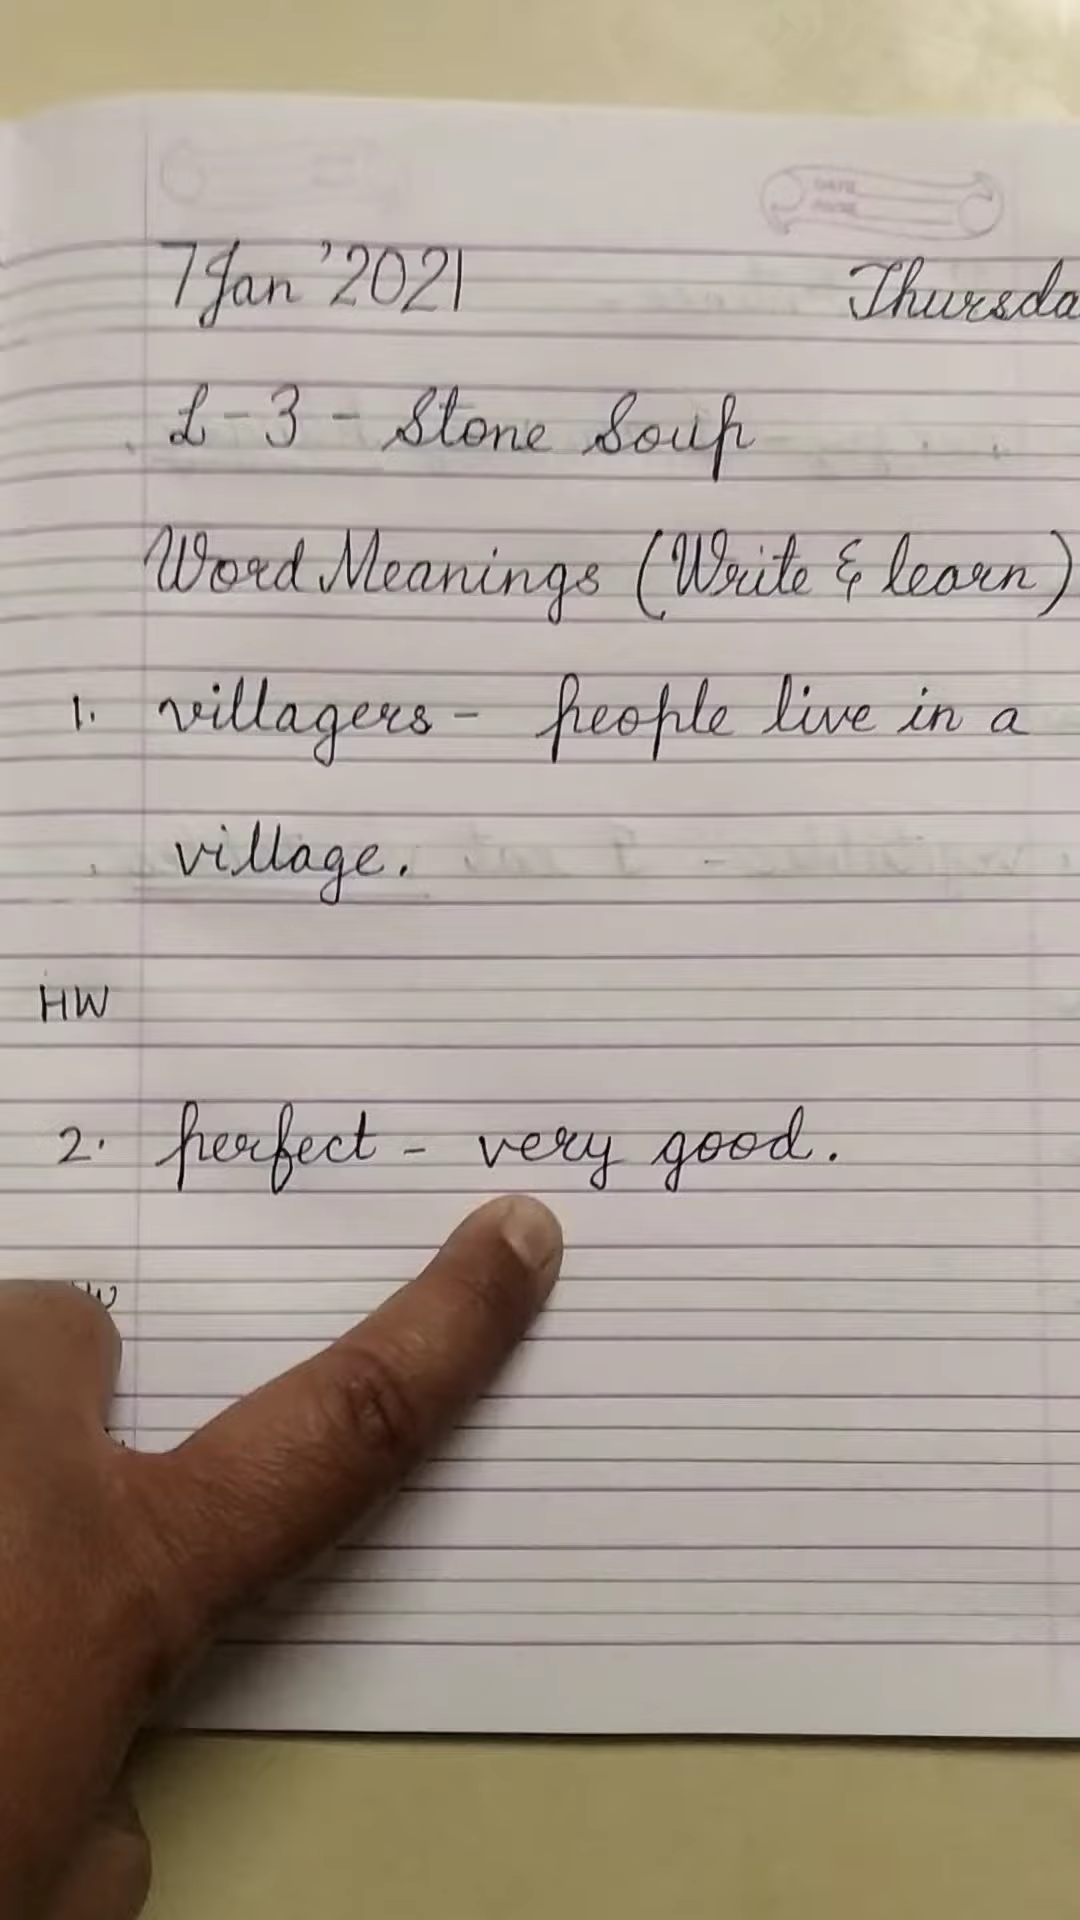 7 Jan '2021 Thursda
L-3 - Stone Soup
Word Meanings (Write & learn)
1. villagers - people live in a
village.
HW
2. perfect - very good.